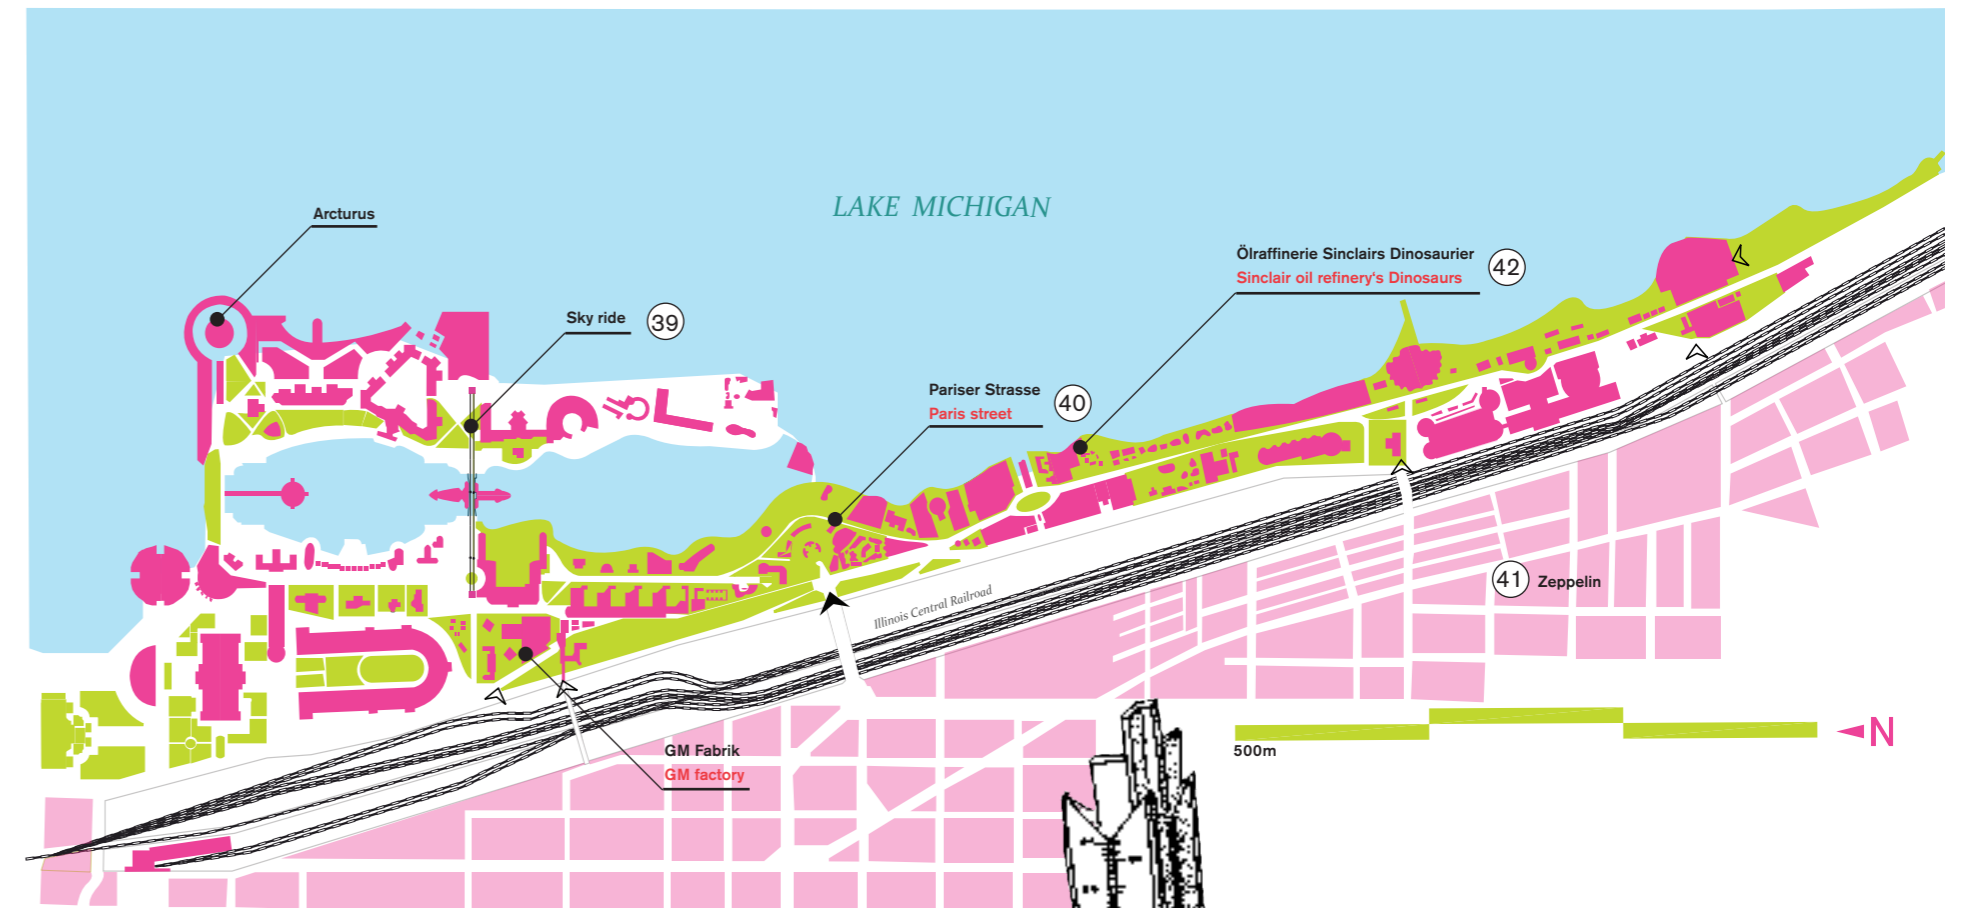 Arcturus
LAKE MICHIGAN
Sky ride
39
Ölraffinerie Sinclairs Dinosaurier
Sinclair oil refinery's Dinosaurs
42
Pariser Strasse
Paris street
40
41 Zeppelin
Illinois Central Railroad
GM Fabrik
GM factory
500m
N